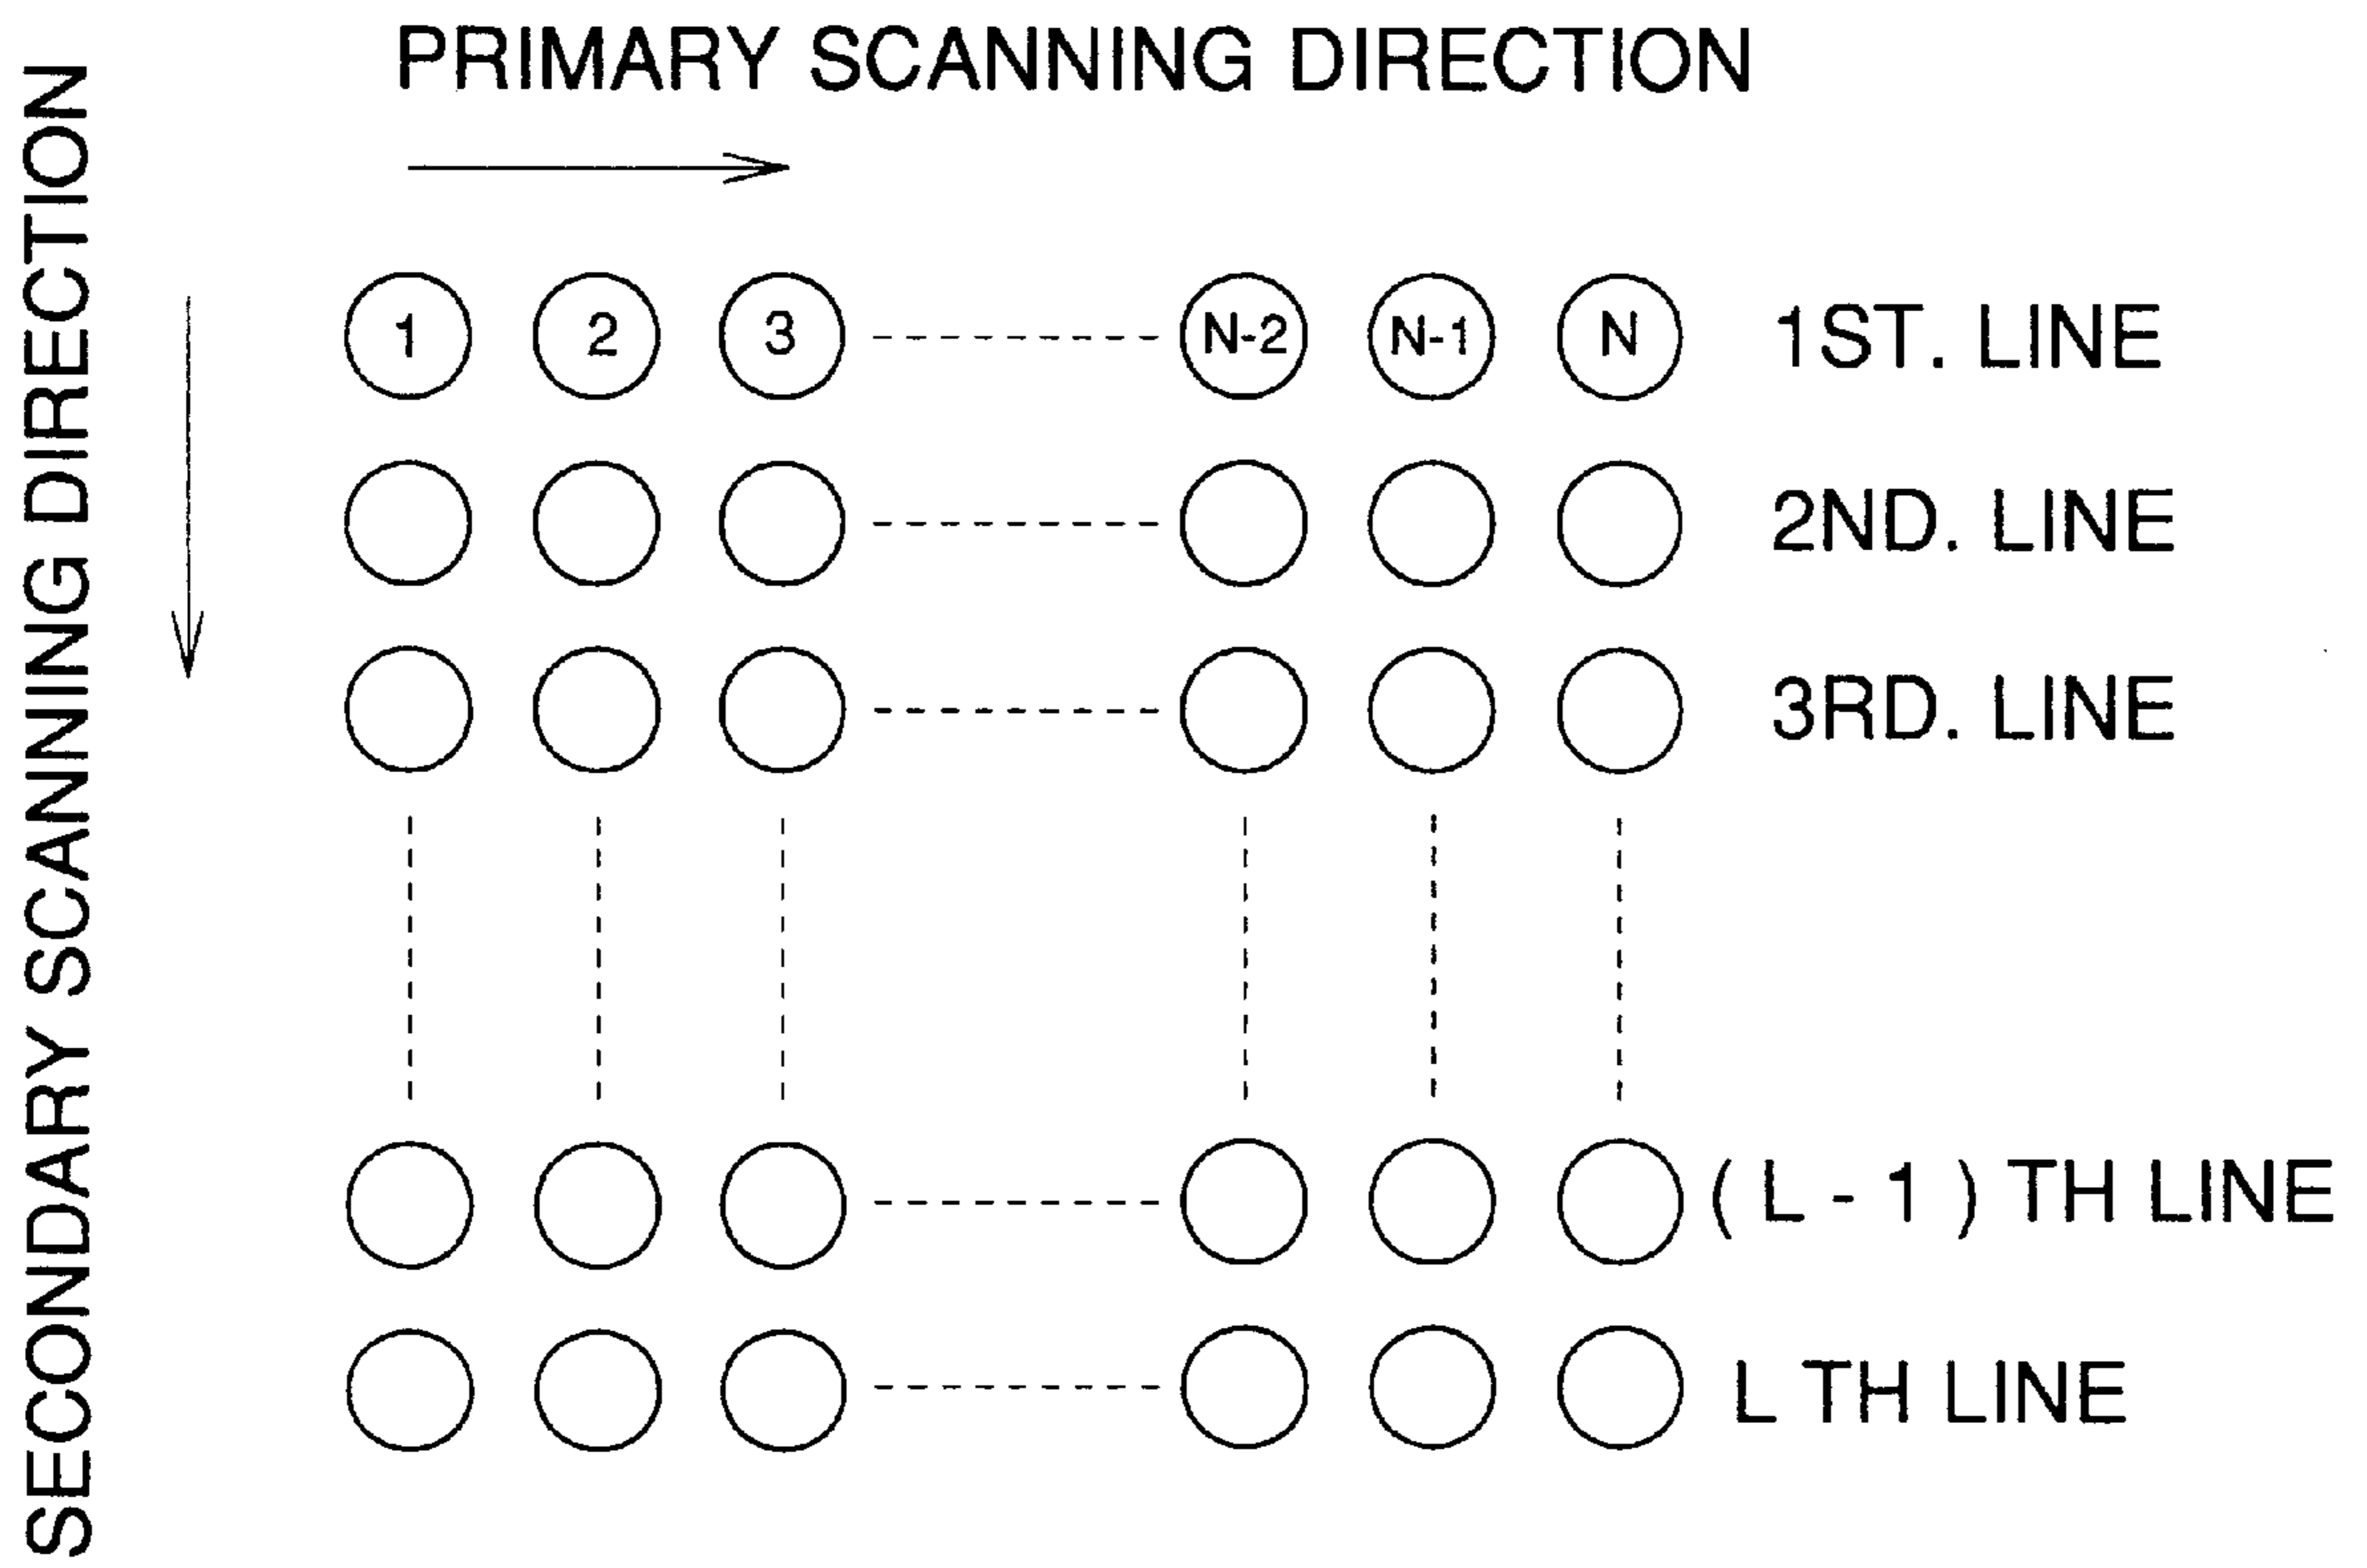 PRIMARY SCANNING DIRECTION
SECONDARY SCANNING DIRECTION
1 2 3 N-2 N-1 N 1ST. LINE
2ND. LINE
3RD. LINE
( L - 1 ) TH LINE
L TH LINE